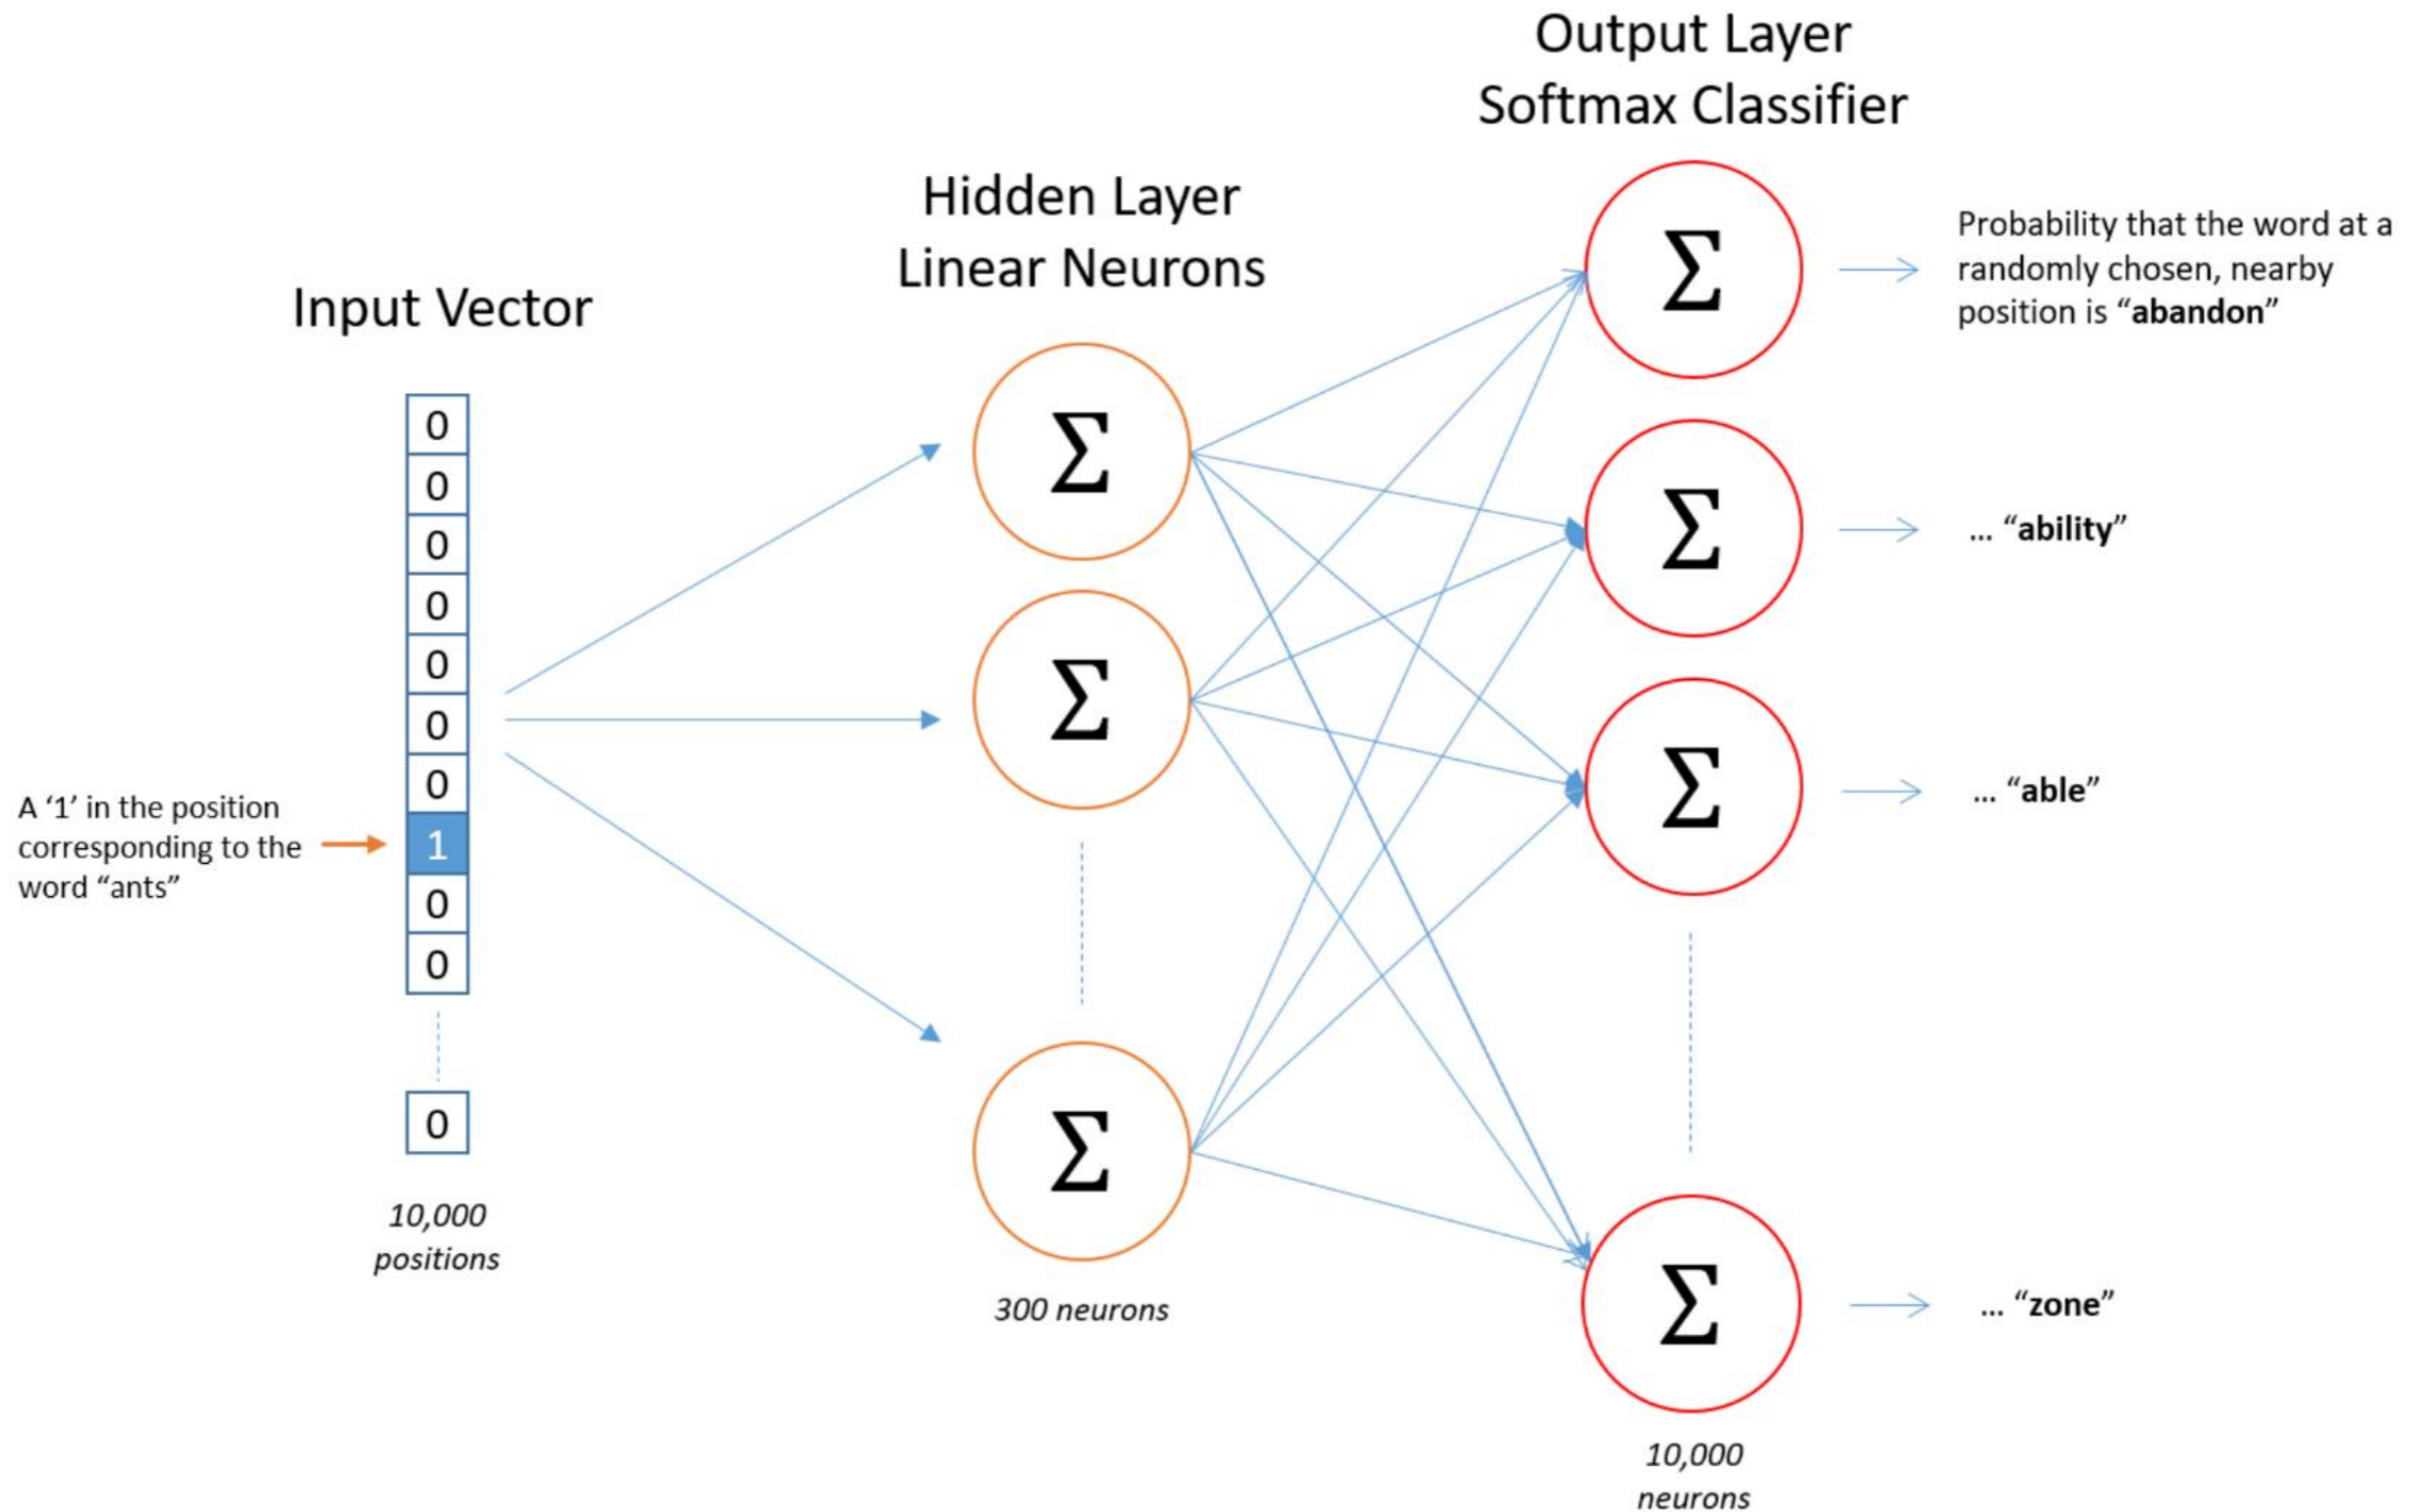 Output Layer
Softmax Classifier
Hidden Layer
Linear Neurons
Input Vector
0
0
0
0
0
0
0
1
0
0
0
A ‘1’ in the position
corresponding to the
word “ants”
10,000
positions
Σ
Σ
Σ
300 neurons
Σ
Σ
Σ
Σ
10,000
neurons
Probability that the word at a
randomly chosen, nearby
position is “abandon”
... “ability”
... “able”
... “zone”